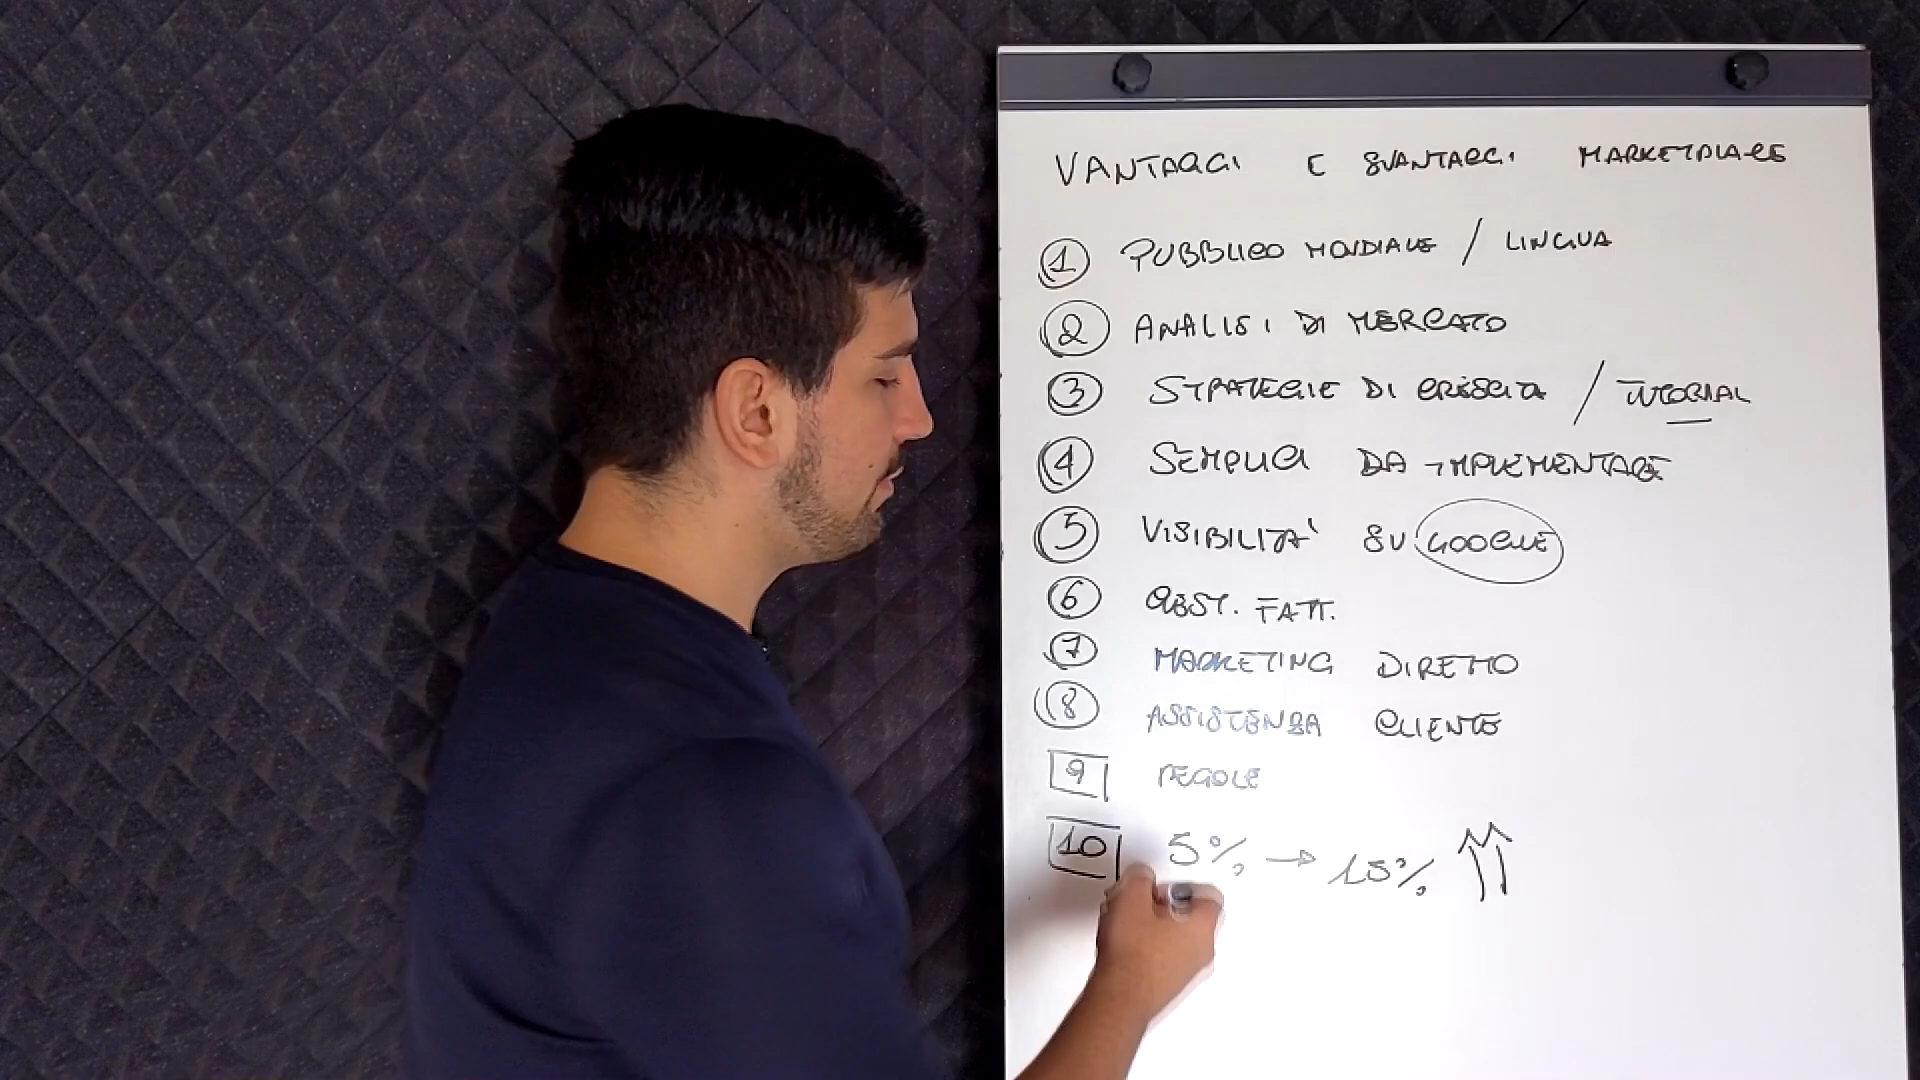 VANTAGGI E SVANTAGGI MARKETPLACE
1 PUBBLICO MONDIALE / LINGUA
2 ANALISI DI MERCATO
3 STRATEGIE DI CRESCITA / TUTORIAL
4 SEMPLICI DA IMPLEMENTARE
5 VISIBILITA' SU GOOGLE
6 GEST. FATT.
7 MARKETING DIRETTO
8 ASSISTENZA CLIENTE
9 REGOLE
10 5% → 15% ↑↑